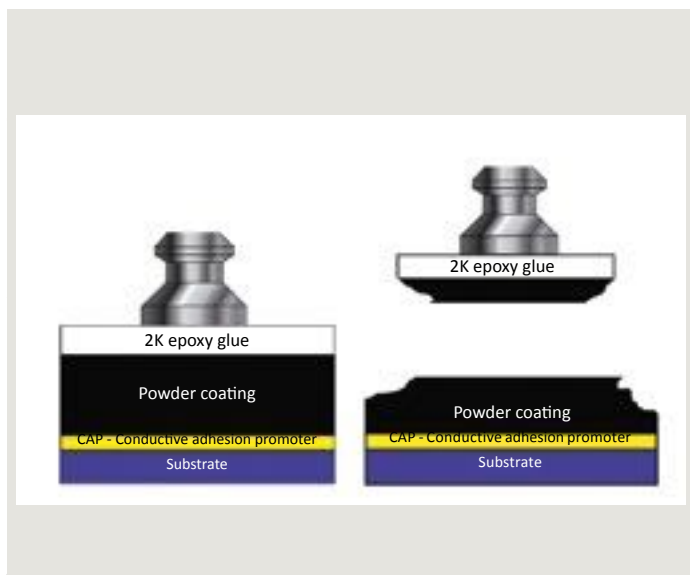 2K epoxy glue
Powder coating
CAP - Conductive adhesion promoter
Substrate
2K epoxy glue
Powder coating
CAP - Conductive adhesion promoter
Substrate